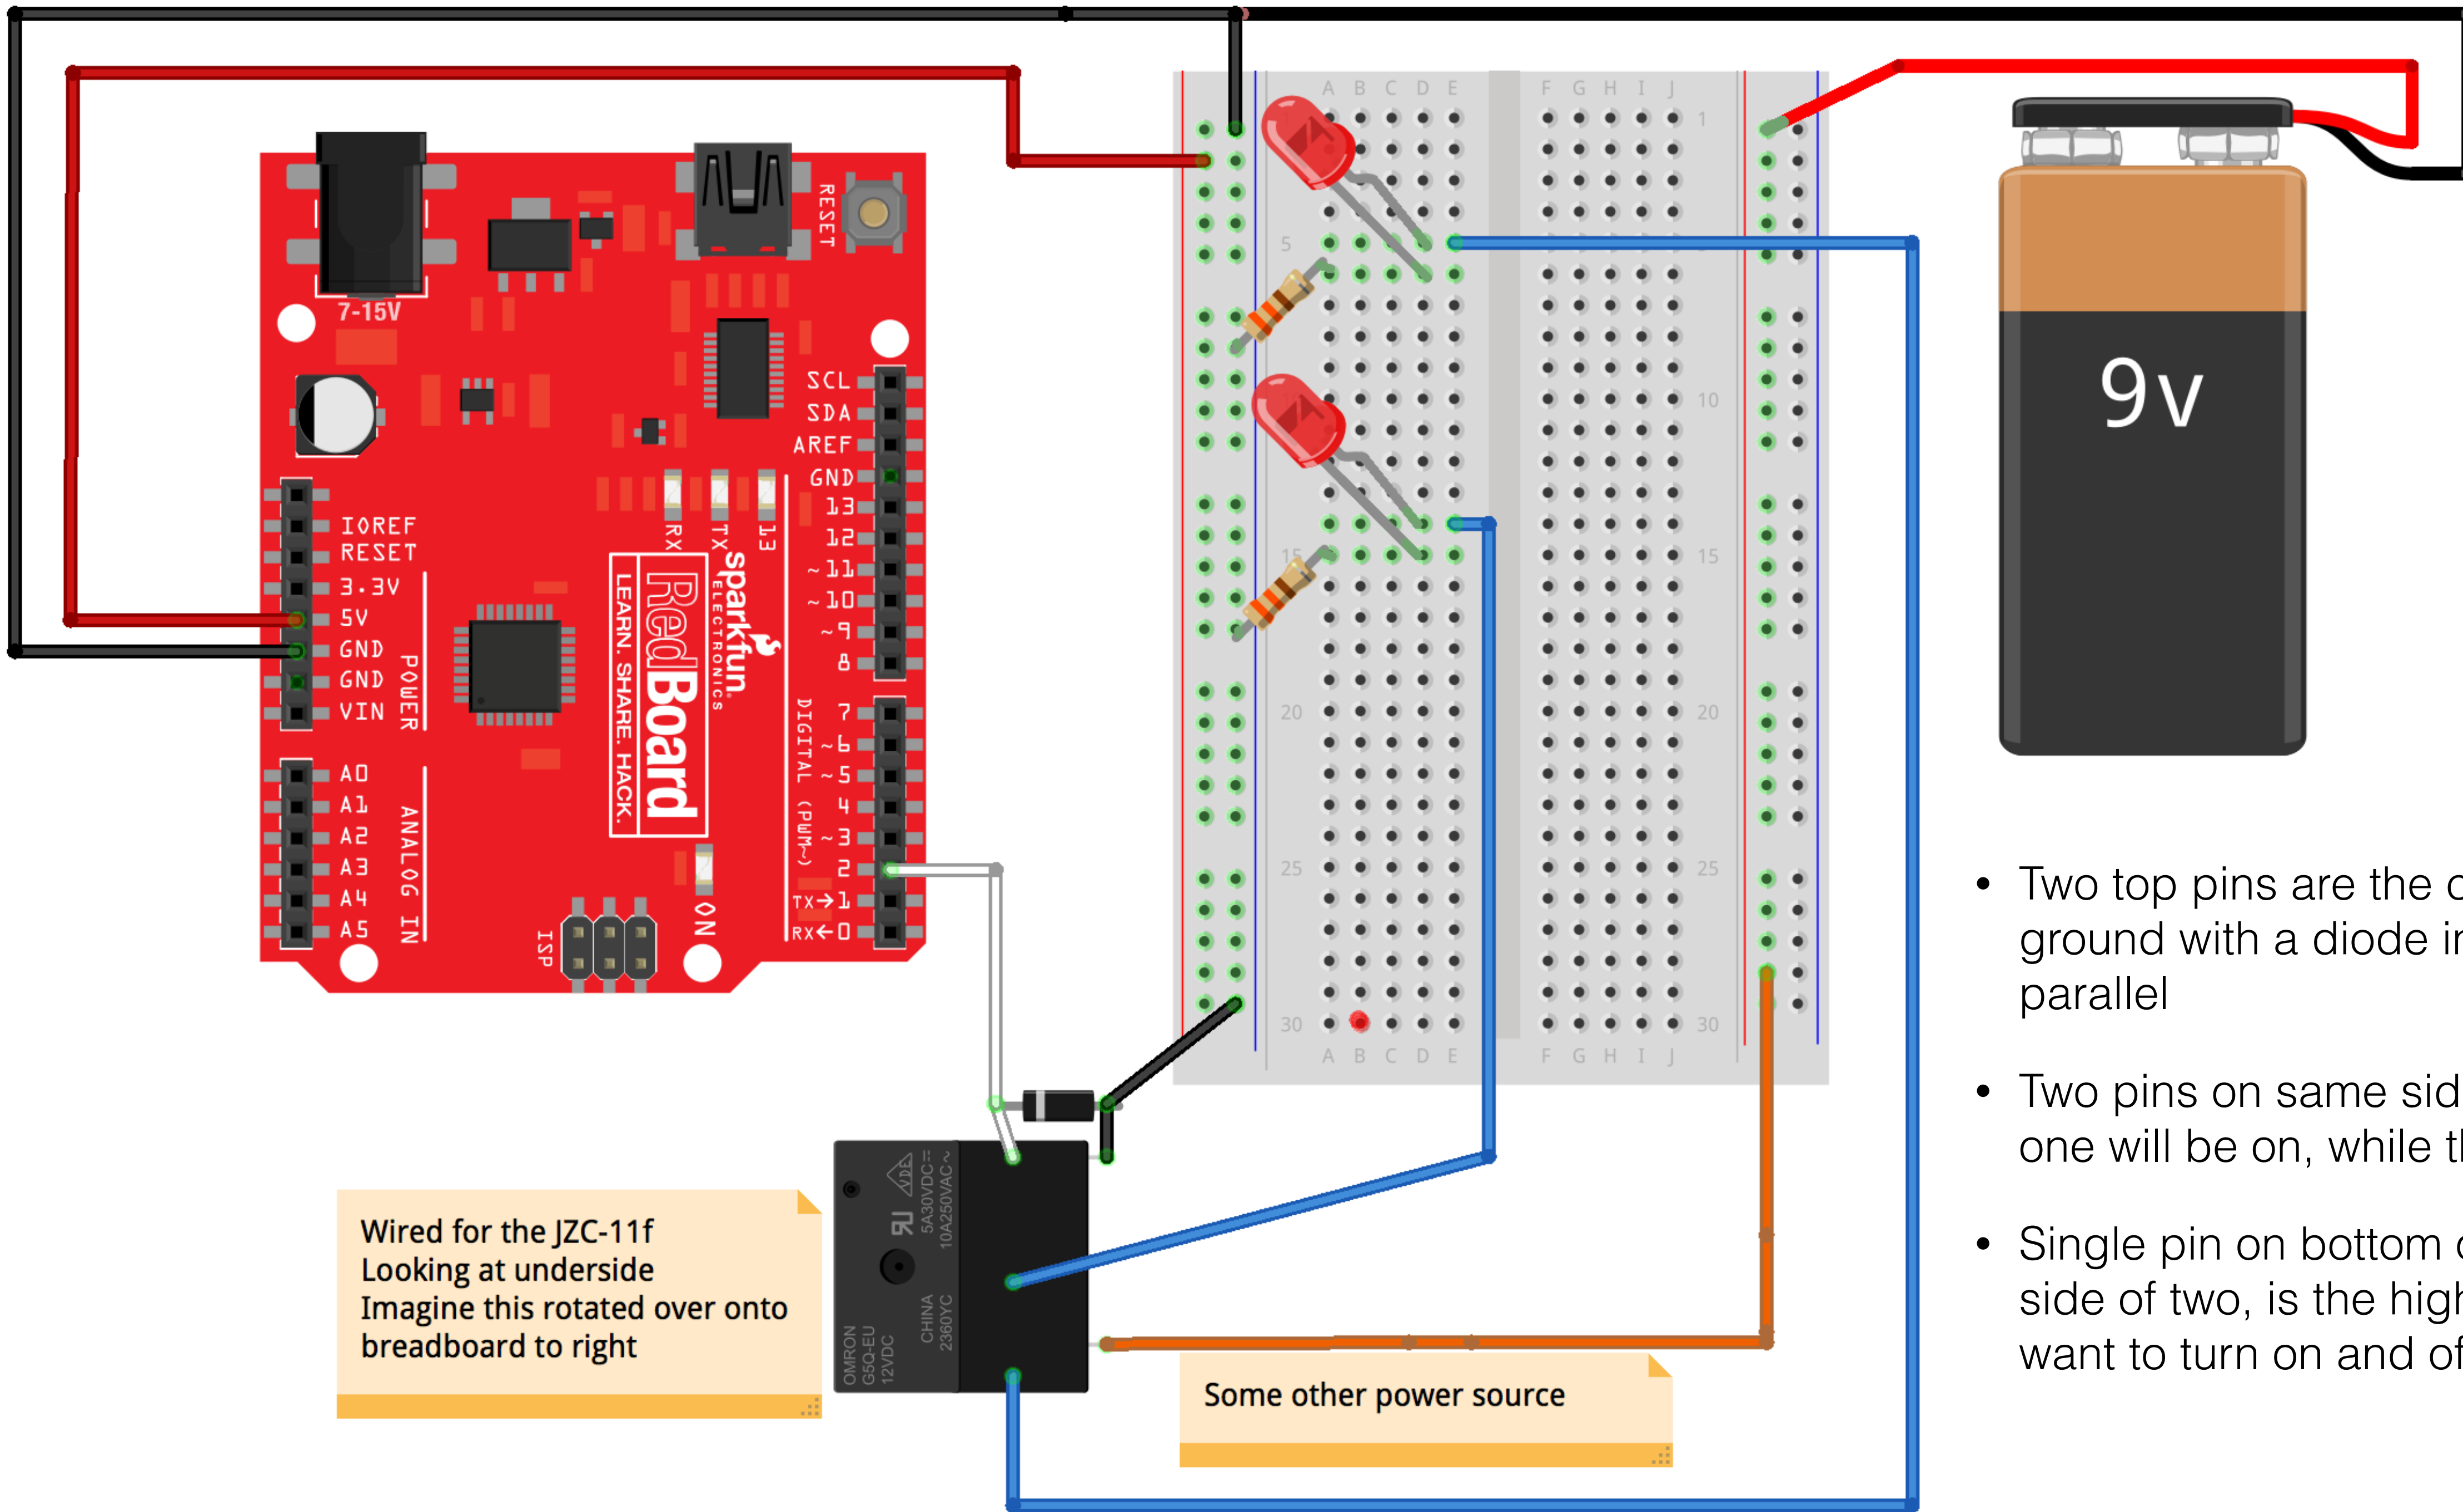 7-15V
RESET
SCL
SDA
AREF
GND
13
12
~11
~10
~9
8
7
~6
~5
4
~3
2
TX→1
RX←0
DIGITAL (PWM~)
IOREF
RESET
3.3V
5V
GND
GND
VIN
POWER
A0
A1
A2
A3
A4
A5
ANALOG IN
RX
TX
13
sparkfun
ELECTRONICS
RedBoard
LEARN. SHARE. HACK.
ON
ISP
A B C D E
F G H I J
1
5
10
15
15
20
20
25
25
30
30
A B C D E
F G H I J
9v
VDE
5A30VDC
10A250VAC~
OMRON
G5Q-EU
12VDC
CHINA
2360YC
Wired for the JZC-11f
Looking at underside
Imagine this rotated over onto
breadboard to right
Some other power source
• Two top pins are the
ground with a diode
parallel
• Two pins on same
one will be on, while
• Single pin on bottom
side of two, is the
want to turn on and